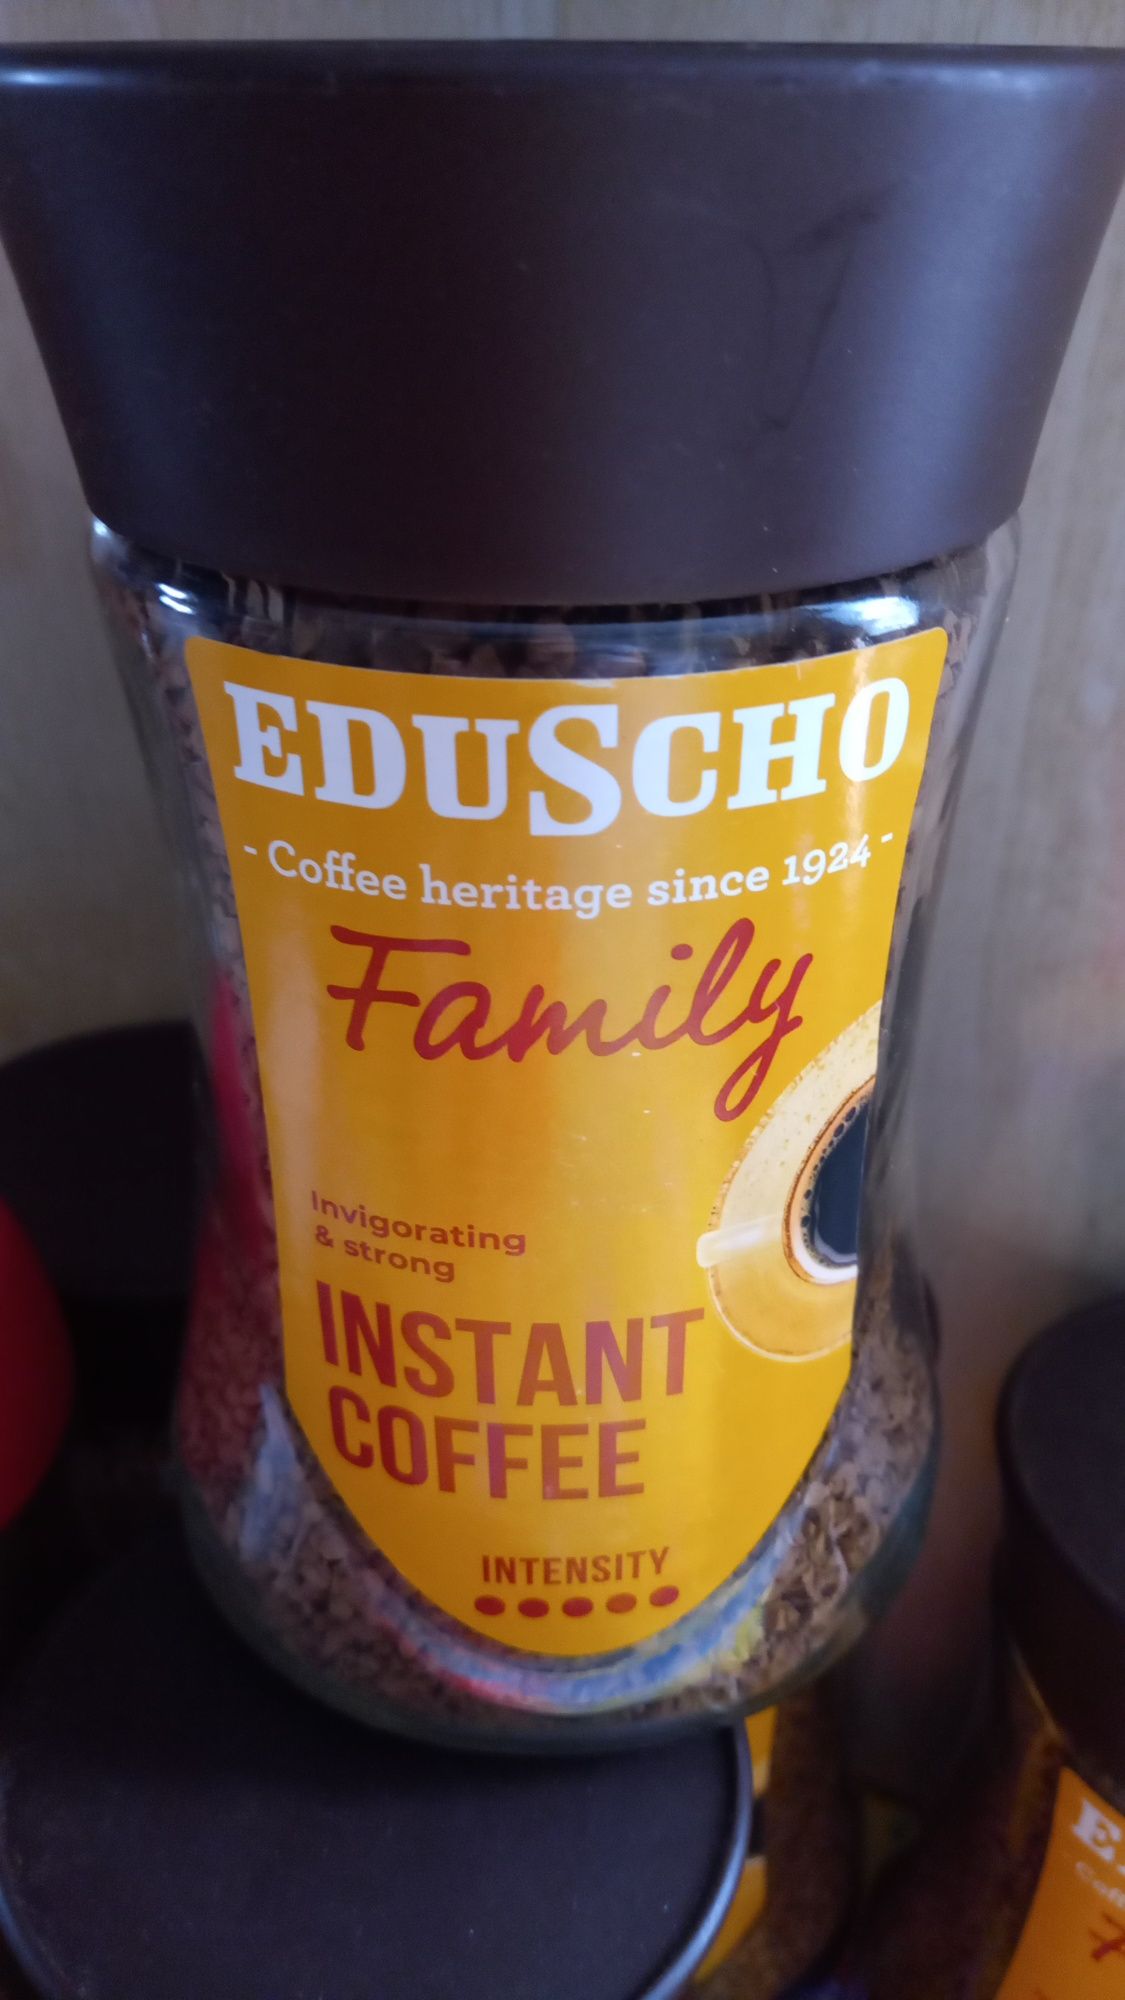 EDUSCHO
- Coffee heritage since 1924 -
Family
Invigorating
& strong
INSTANT
COFFEE
INTENSITY